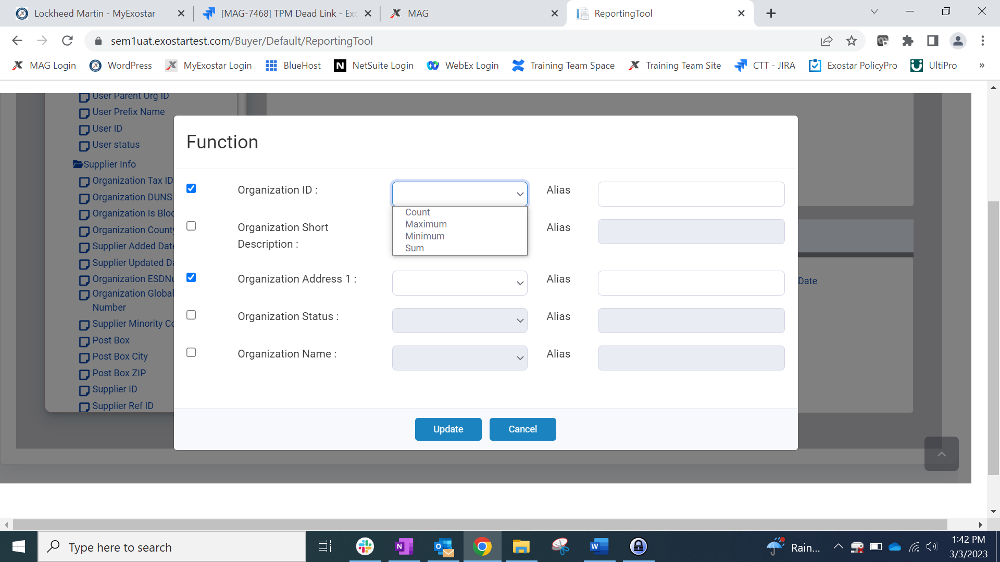 Lockheed Martin - MyExostar
[MAG-7468] TPM Dead Link - Exo
MAG
ReportingTool
sem1uat.exostartest.com/Buyer/Default/ReportingTool
MAG Login
WordPress
MyExostar Login
BlueHost
NetSuite Login
WebEx Login
Training Team Space
Training Team Site
CTT - JIRA
Exostar PolicyPro
UltiPro
»
User Parent Org ID
User Prefix Name
User ID
User status
Supplier Info
Organization Tax ID
Organization DUNS
Organization Is Bloc
Organization County
Supplier Added Date
Supplier Updated Da
Organization ESDNu
Organization Global
Number
Supplier Minority Co
Post Box
Post Box City
Post Box ZIP
Supplier ID
Supplier Ref ID
Function
Organization ID :
Alias
Count
Maximum
Minimum
Sum
Organization Short
Description :
Alias
Organization Address 1 :
Alias
Organization Status :
Alias
Organization Name :
Alias
Update
Cancel
Date
Type here to search
Rain...
1:42 PM
3/3/2023